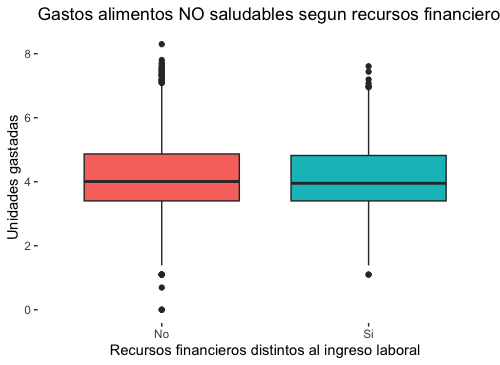 Gastos alimentos NO saludables segun recursos financiero
Unidades gastadas
8
6
4
2
0
No
Si
Recursos financieros distintos al ingreso laboral